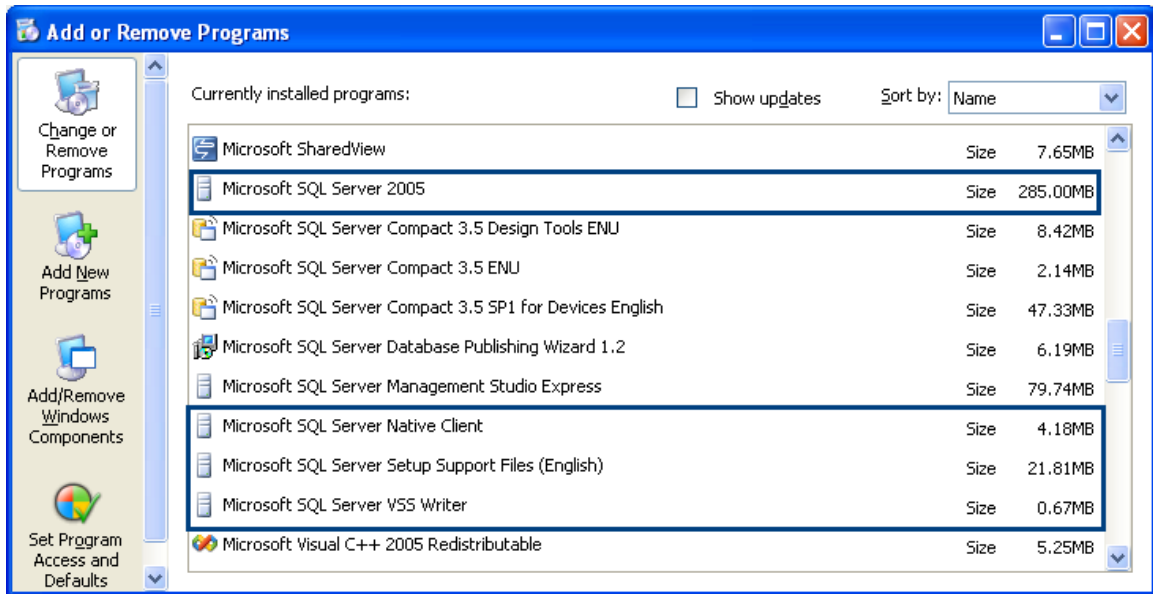 Add or Remove Programs
Change or
Remove
Programs
Add New
Programs
Add/Remove
Windows
Components
Set Program
Access and
Defaults
Currently installed programs: Show updates Sort by: Name
Microsoft SharedView Size 7.65MB
Microsoft SQL Server 2005 Size 285.00MB
Microsoft SQL Server Compact 3.5 Design Tools ENU Size 8.42MB
Microsoft SQL Server Compact 3.5 ENU Size 2.14MB
Microsoft SQL Server Compact 3.5 SP1 for Devices English Size 47.33MB
Microsoft SQL Server Database Publishing Wizard 1.2 Size 6.19MB
Microsoft SQL Server Management Studio Express Size 79.74MB
Microsoft SQL Server Native Client Size 4.18MB
Microsoft SQL Server Setup Support Files (English) Size 21.81MB
Microsoft SQL Server VSS Writer Size 0.67MB
Microsoft Visual C++ 2005 Redistributable Size 5.25MB